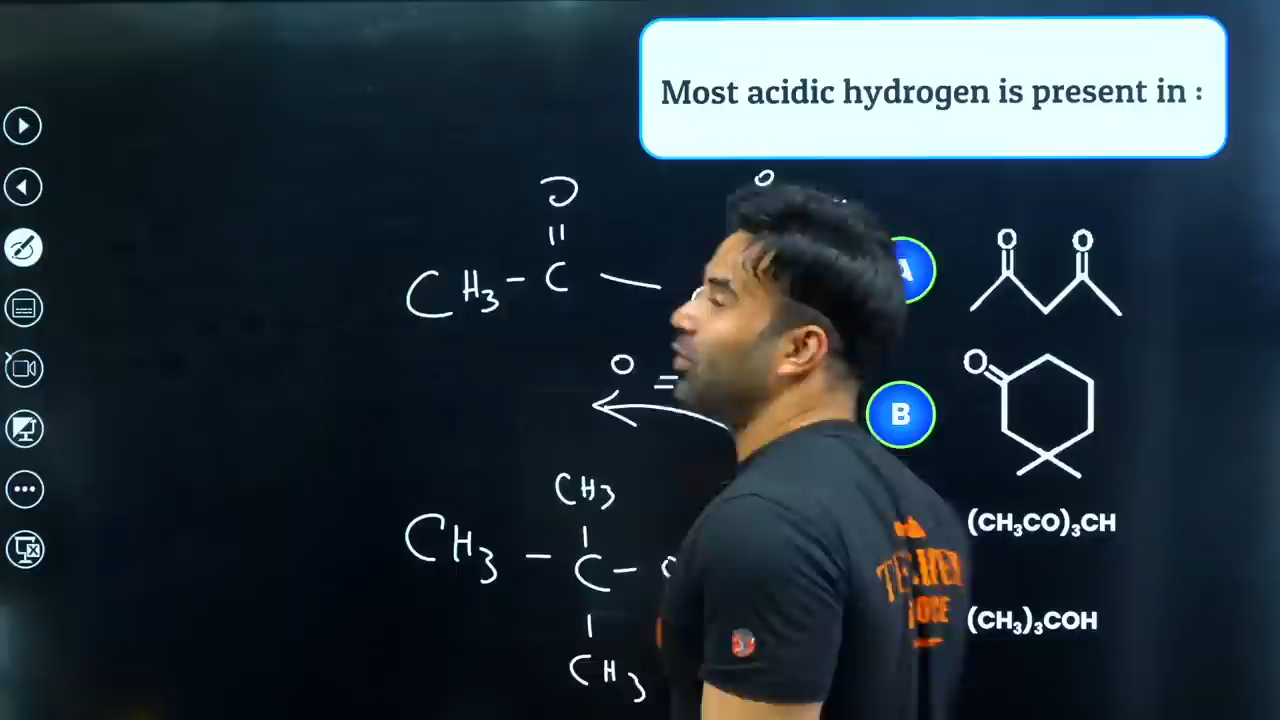 Most acidic hydrogen is present in :
O
||
CH3 - C —
O
O =
CH3
CH3 - C -
CH3
A
O O
B
O
(CH₃CO)₃CH
(CH₃)₃COH